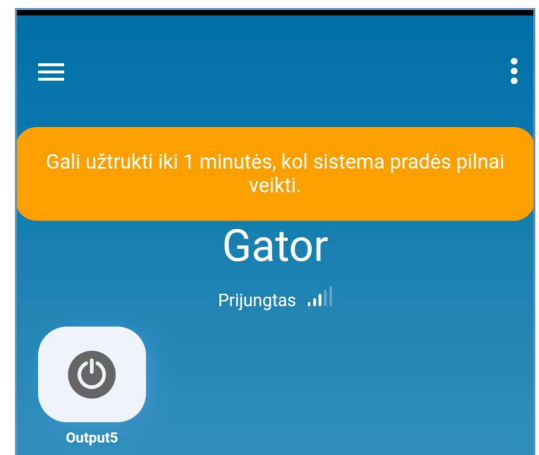 Gali užtrukti iki 1 minutės, kol sistema pradės pilnai
veikti.
Gator
Prijungtas
Output5